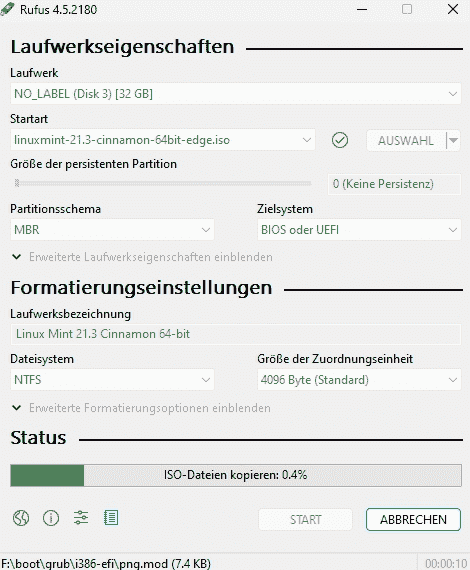 Rufus 4.5.2180
Laufwerkseigenschaften
Laufwerk
NO_LABEL (Disk 3) [32 GB]
Startart
linuxmint-21.3-cinnamon-64bit-edge.iso
AUSWAHL
Größe der persistenten Partition
0 (Keine Persistenz)
Partitionsschema
Zielsystem
MBR
BIOS oder UEFI
Erweiterte Laufwerkseigenschaften einblenden
Formatierungseinstellungen
Laufwerksbezeichnung
Linux Mint 21.3 Cinnamon 64-bit
Dateisystem
Größe der Zuordnungseinheit
NTFS
4096 Byte (Standard)
Erweiterte Formatierungsoptionen einblenden
Status
ISO-Dateien kopieren: 0.4%
START
ABBRECHEN
F:\boot\grub\i386-efi\png.mod (7.4 KB)
00:00:10